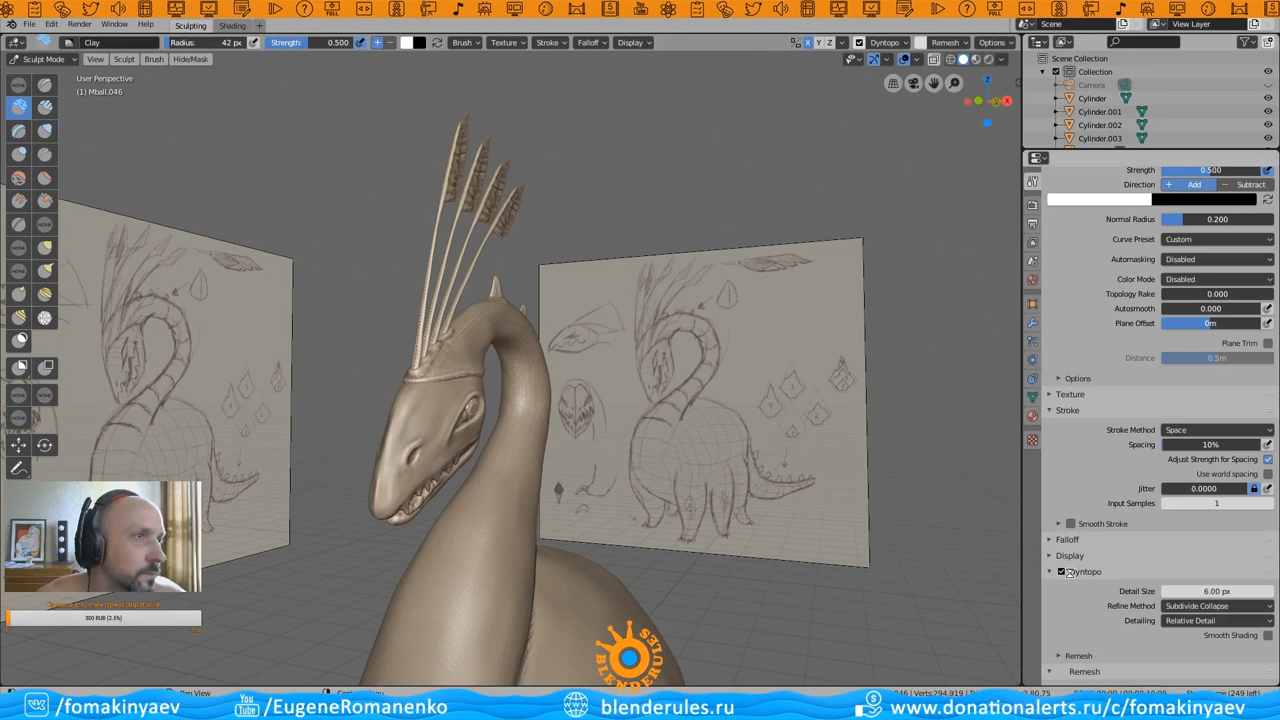 File Edit Render Window Help Sculpting Shading + Scene View Layer
Clay Radius: 42 px Strength: 0.500 Brush Texture Stroke Falloff Display X Y Z Dyntopo Remesh Options
Sculpt Mode View Sculpt Brush Hide/Mask
User Perspective
(1) Mball.046
Scene Collection
Collection
Camera
Cylinder
Cylinder.001
Cylinder.002
Cylinder.003
Strength 0.500
Direction Add Subtract
Normal Radius 0.200
Curve Preset Custom
Automasking Disabled
Color Mode Disabled
Topology Rake 0.000
Autosmooth 0.000
Plane Offset 0m
Plane Trim
Distance 0.5m
Options
Texture
Stroke
Stroke Method Space
Spacing 10%
Adjust Strength for Spacing
Use world spacing
Jitter 0.0000
Input Samples 1
Smooth Stroke
Falloff
Display
Dyntopo
Detail Size 6.00 px
Refine Method Subdivide Collapse
Detailing Relative Detail
Smooth Shading
Remesh
Remesh
300 RUB (2.5%)
BLENDERULES
/fomakinyaev
You Tube
/EugeneRomanenko
blenderules.ru
www.donationalerts.ru/c/fomakinyaev